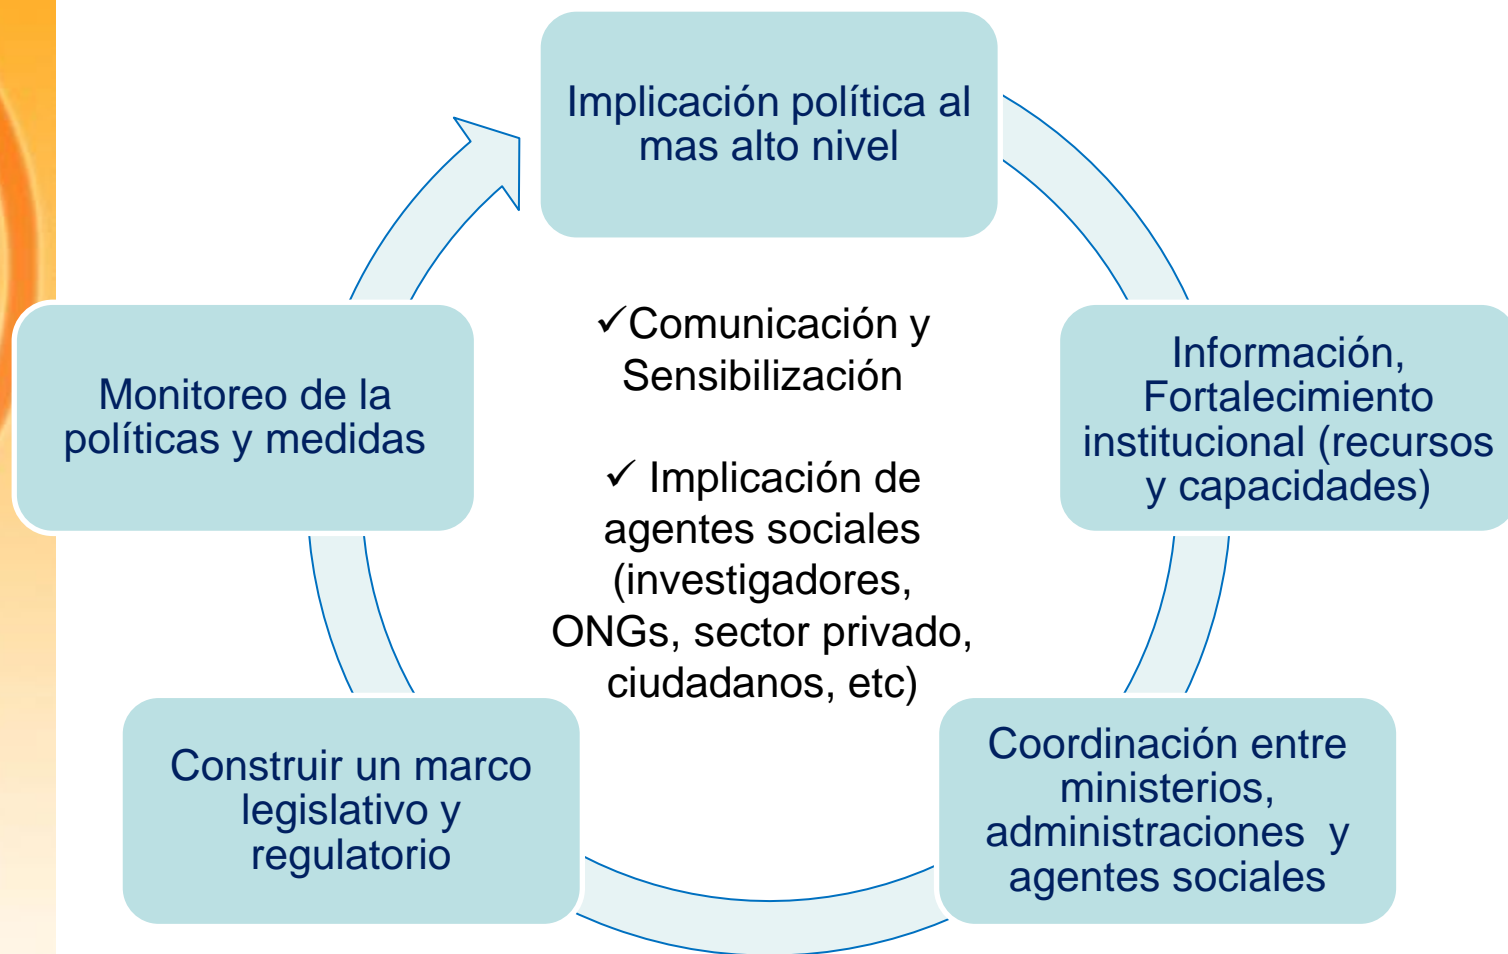 Implicación política al
mas alto nivel
Información,
Fortalecimiento
institucional (recursos
y capacidades)
Coordinación entre
ministerios,
administraciones  y
agentes sociales
Construir un marco
legislativo y
regulatorio
Monitoreo de la
políticas y medidas
✓Comunicación y
Sensibilización
✓ Implicación de
agentes sociales
(investigadores,
ONGs, sector privado,
ciudadanos, etc)